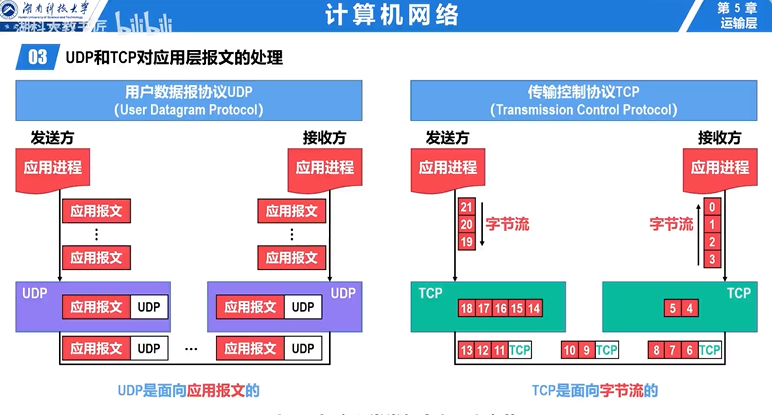 湖南科技大学
Hunan University of Science and Technology
湖科大教书匠 bilibili
计算机网络
第 5 章
运输层
03 UDP和TCP对应用层报文的处理
用户数据报协议UDP
(User Datagram Protocol)
发送方
接收方
应用进程
应用进程
应用报文
应用报文
⋮
⋮
应用报文
应用报文
UDP
UDP
应用报文 UDP
应用报文 UDP
应用报文 UDP
…
应用报文 UDP
UDP是面向应用报文的
传输控制协议TCP
(Transmission Control Protocol)
发送方
接收方
应用进程
应用进程
21
20
19
字节流
字节流
0
1
2
3
TCP
TCP
18 17 16 15 14
5 4
13 12 11 TCP
10 9 TCP
8 7 6 TCP
TCP是面向字节流的